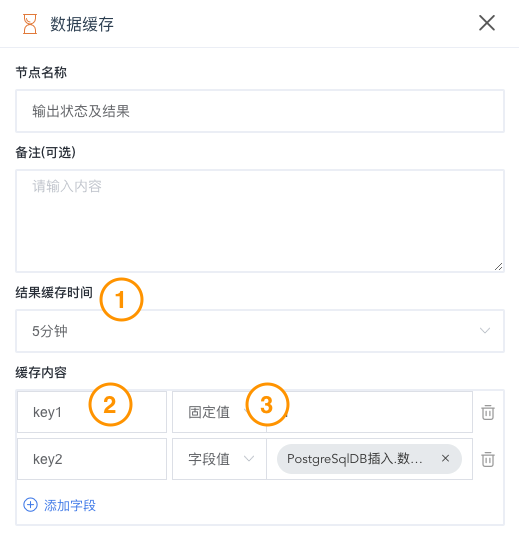 数据缓存
节点名称
输出状态及结果
备注(可选)
请输入内容
结果缓存时间 1
5分钟
缓存内容
key1 2 固定值 3
key2 字段值 PostgreSqlDB插入.数... ×
添加字段